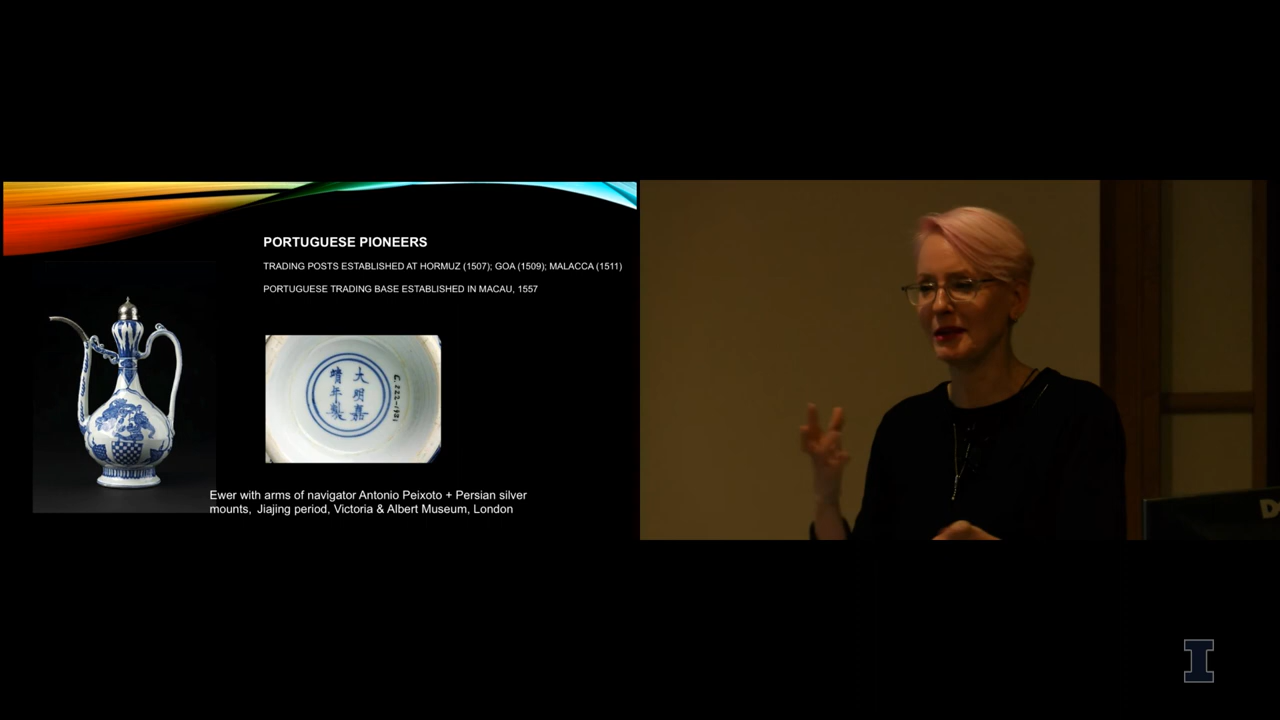 PORTUGUESE PIONEERS
TRADING POSTS ESTABLISHED AT HORMUZ (1507); GOA (1509); MALACCA (1511)
PORTUGUESE TRADING BASE ESTABLISHED IN MACAU, 1557
大明嘉
靖年製
C.222-1931
Ewer with arms of navigator Antonio Peixoto + Persian silver
mounts, Jiajing period, Victoria & Albert Museum, London
I